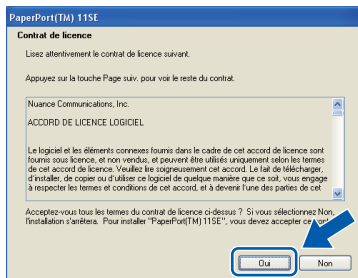 PaperPort(TM) 11SE
Contrat de licence
Lisez attentivement le contrat de licence suivant.
Appuyez sur la touche Page suiv. pour voir le reste du contrat.
Nuance Communications, Inc.
ACCORD DE LICENCE LOGICIEL
Le logiciel et les éléments connexes fournis dans le cadre de cet accord de licence sont
fournis sous licence, et non vendus, et peuvent être utilisés uniquement selon les termes
de cet accord de licence. Veuillez lire soigneusement cet accord. Le fait de télécharger,
d'installer, de copier ou d'utiliser ce logiciel de quelque manière que ce soit, vous engage
à respecter les termes et conditions de cet accord, et à devenir l'une des parties de cet
Acceptez-vous tous les termes du contrat de licence ci-dessus ? Si vous sélectionnez Non,
l'installation s'arrêtera. Pour installer "PaperPort(TM) 11SE", vous devez accepter ce
Oui
Non